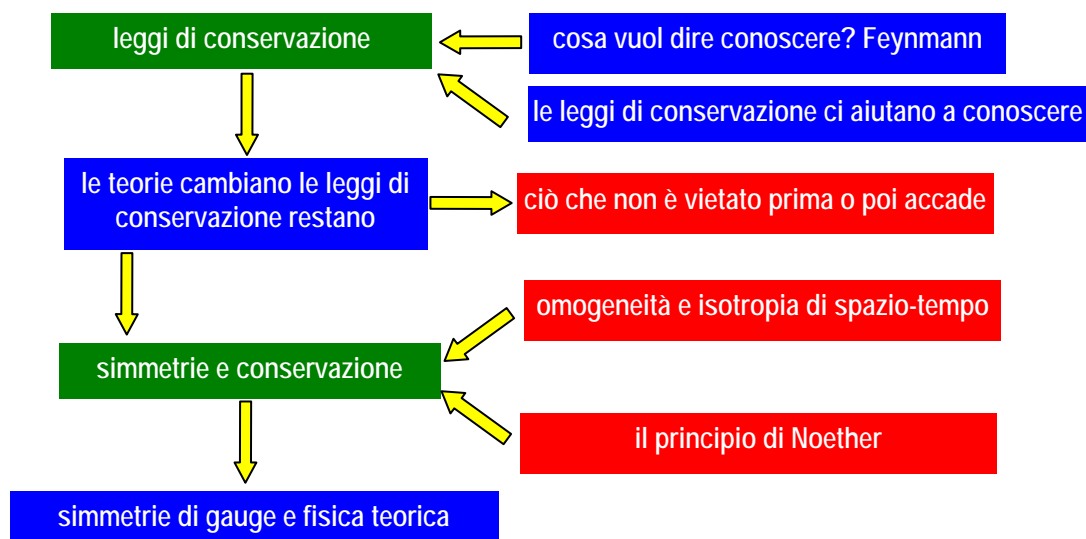 leggi di conservazione
cosa vuol dire conoscere? Feynmann
le leggi di conservazione ci aiutano a conoscere
le teorie cambiano le leggi di
conservazione restano
ciò che non è vietato prima o poi accade
omogeneità e isotropia di spazio-tempo
simmetrie e conservazione
il principio di Noether
simmetrie di gauge e fisica teorica